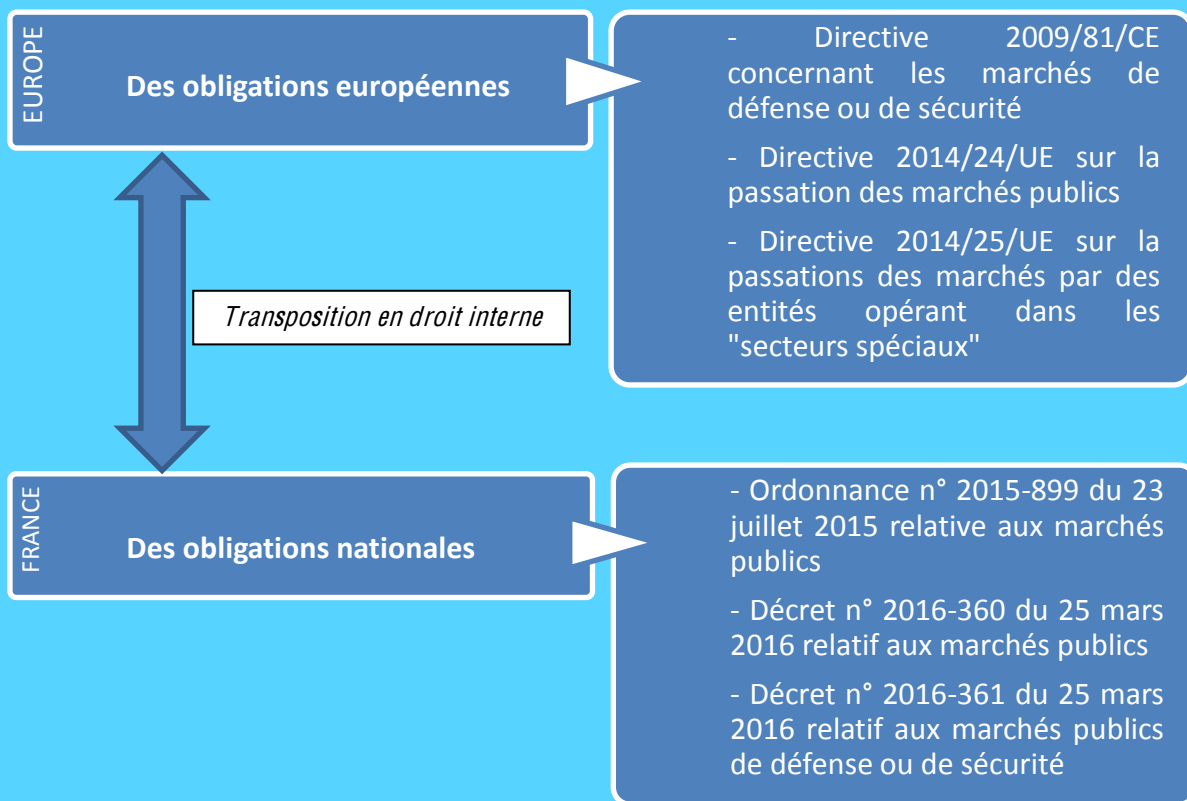 EUROPE
Des obligations européennes
- Directive 2009/81/CE
concernant les marchés de
défense ou de sécurité
- Directive 2014/24/UE sur la
passation des marchés publics
- Directive 2014/25/UE sur la
passations des marchés par des
entités opérant dans les
"secteurs spéciaux"
Transposition en droit interne
FRANCE
Des obligations nationales
- Ordonnance n° 2015-899 du 23
juillet 2015 relative aux marchés
publics
- Décret n° 2016-360 du 25 mars
2016 relatif aux marchés publics
- Décret n° 2016-361 du 25 mars
2016 relatif aux marchés publics
de défense ou de sécurité